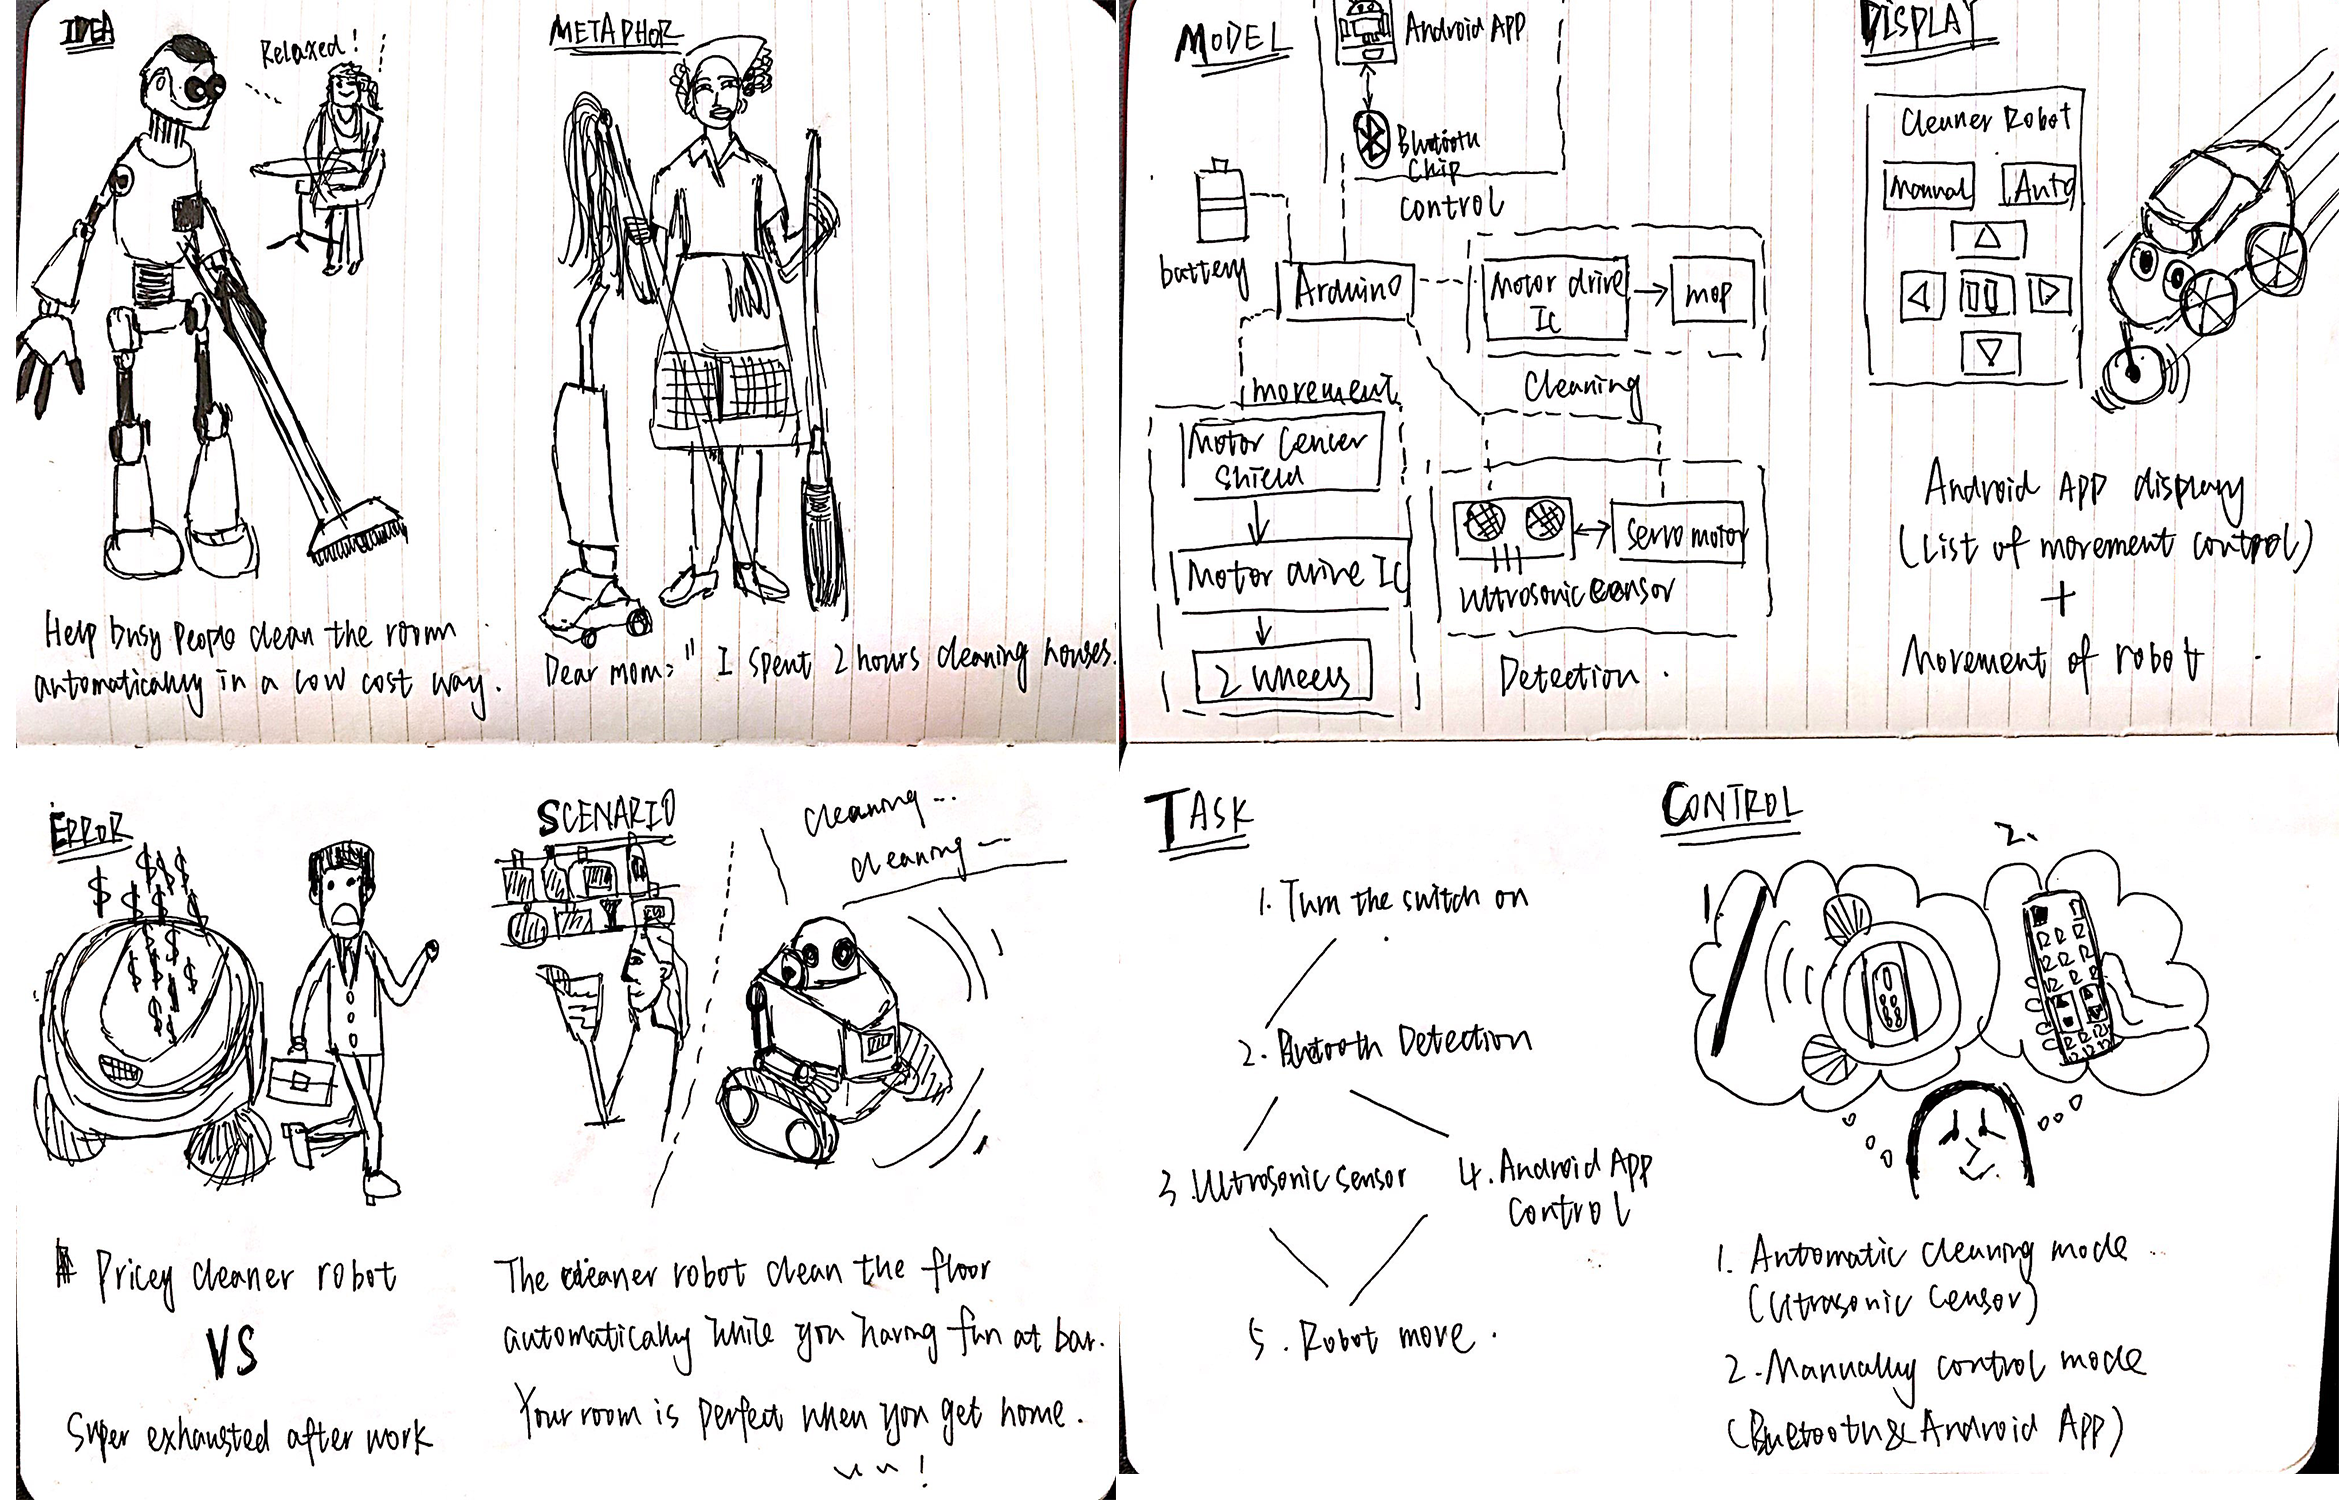 IDEA
Relaxed!
Help busy people clean the room
automatically in a low cost way.
METAPHOR
Dear mom: " I spent 2 hours cleaning houses.
MODEL
Android APP
Blutooth
Chip
control
battery
Arduino
Motor drive
Ic
mop
Cleaning
movement
Motor Cencer
Shield
Motor drive Ic
2 wheels
Servo motor
Ultrosonic censor
Detection.
DISPLAY
Cleaner Robot
Manual
Auto
Android APP display
(List of movement control)
+
Movement of robot.
ERROR
$ $ $ $ $ $ $ $ $ $ $ $ $
Pricey cleaner robot
VS
Super exhausted after work
SCENARIO
cleaning...
cleaning...
The cleaner robot clean the floor
automatically while you having fun at bar.
Your room is perfect when you get home.
!
TASK
1. Turn the switch on
2. Blutooth Detection
3 Ultrosonic sensor
4. Android App
control
5. Robot move.
CONTROL
1.
2.
1. Automatic cleaning mode
(Utrasonic Censor)
2. Manually control mode
(Buetooth & Android App)